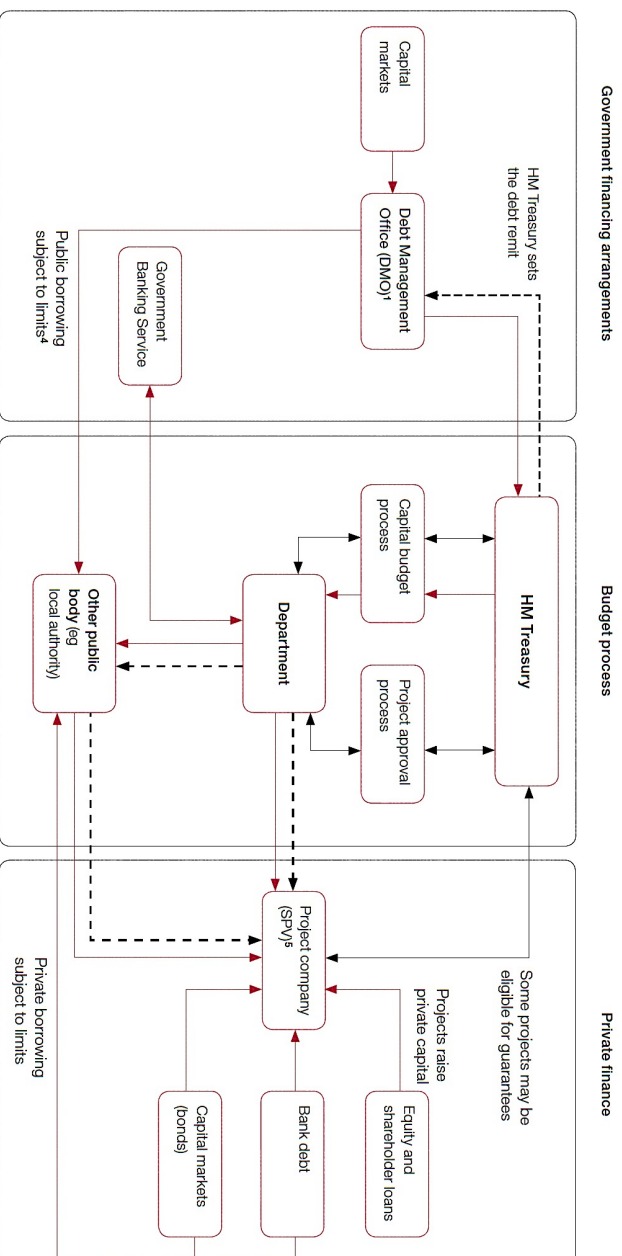 Government financing arrangements
HM Treasury sets
the debt remit
Capital
markets
Debt Management
Office (DMO)¹
Government
Banking Service
Public borrowing
subject to limits⁴
Budget process
HM Treasury
Capital budget
process
Project approval
process
Department
Other public
body (eg
local authority)
Private finance
Some projects may be
eligible for guarantees
Projects raise
private capital
Equity and
shareholder loans
Project company
(SPV)⁵
Bank debt
Capital markets
(bonds)
Private borrowing
subject to limits